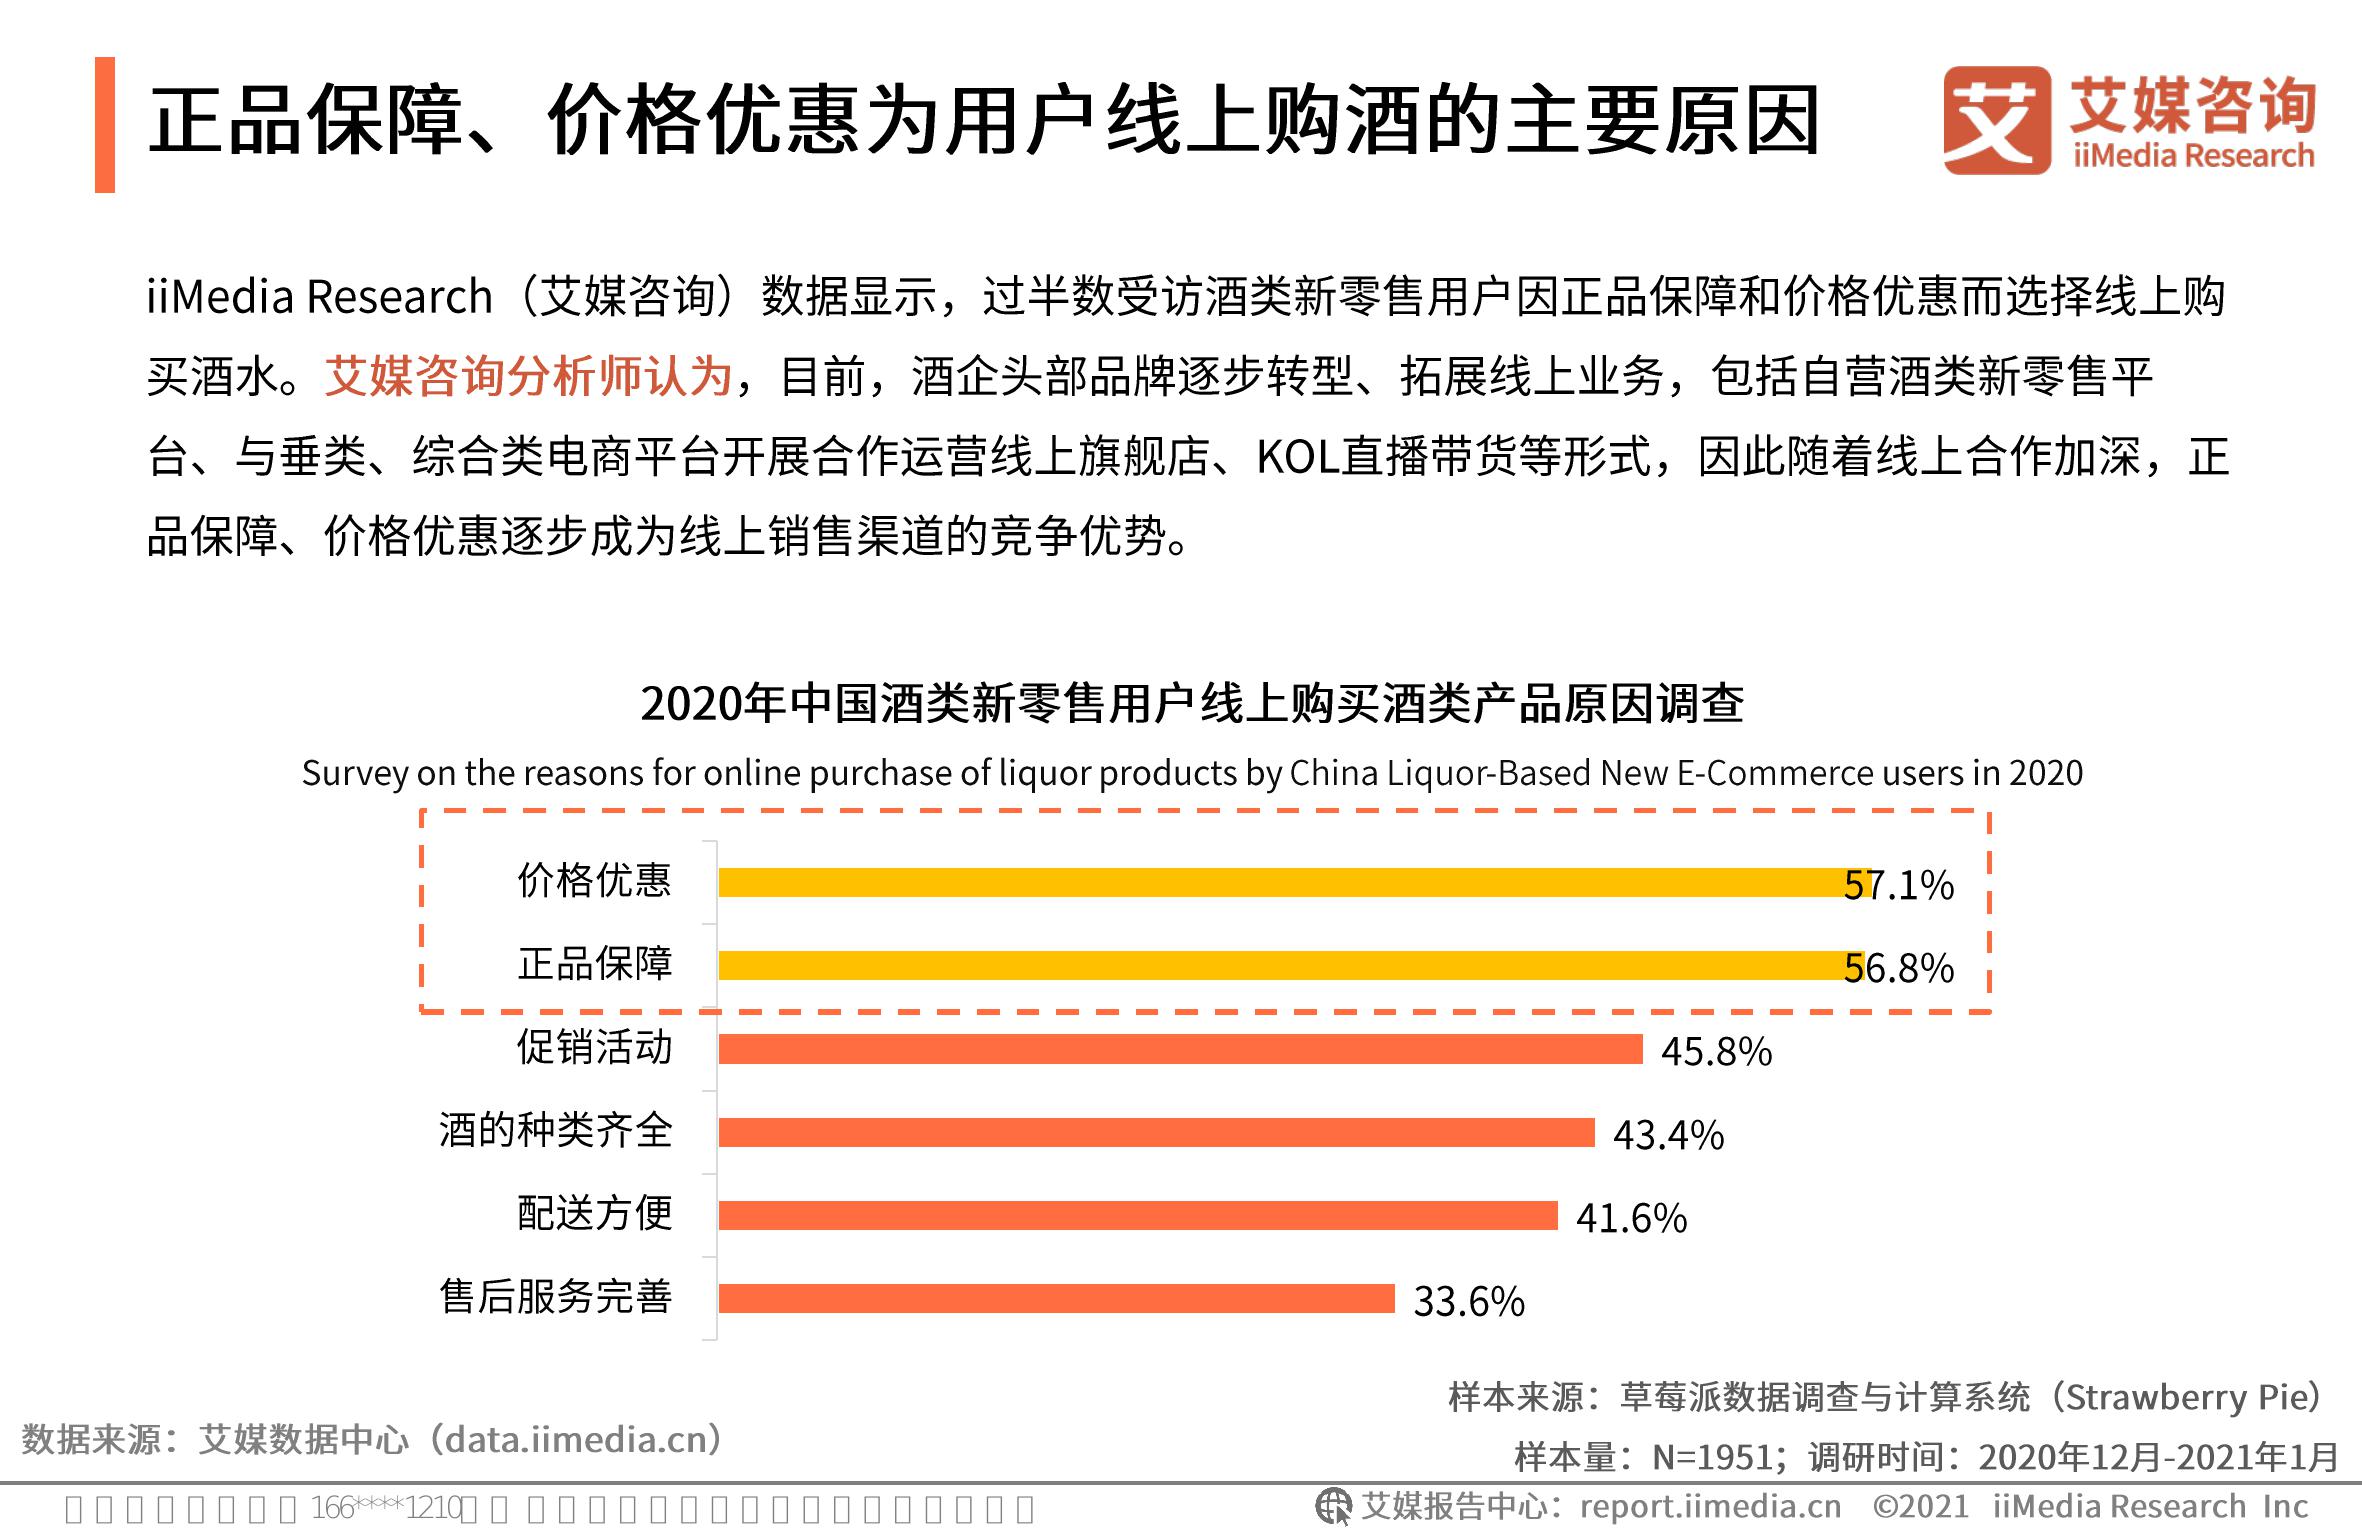 正品保障、价格优惠为用户线上购酒的主要原因
艾
艾媒咨询
iiMedia Research
iiMedia Research（艾媒咨询）数据显示，过半数受访酒类新零售用户因正品保障和价格优惠而选择线上购
买酒水。艾媒咨询分析师认为，目前，酒企头部品牌逐步转型、拓展线上业务，包括自营酒类新零售平
台、与垂类、综合类电商平台开展合作运营线上旗舰店、KOL直播带货等形式，因此随着线上合作加深，正
品保障、价格优惠逐步成为线上销售渠道的竞争优势。
2020年中国酒类新零售用户线上购买酒类产品原因调查
Survey on the reasons for online purchase of liquor products by China Liquor-Based New E-Commerce users in 2020
价格优惠 57.1%
正品保障 56.8%
促销活动 45.8%
酒的种类齐全 43.4%
配送方便 41.6%
售后服务完善 33.6%
样本来源：草莓派数据调查与计算系统（Strawberry Pie）
数据来源：艾媒数据中心（data.iimedia.cn）
样本量：N=1951；调研时间：2020年12月-2021年1月
166****1210
艾媒报告中心：report.iimedia.cn ©2021 iiMedia Research Inc